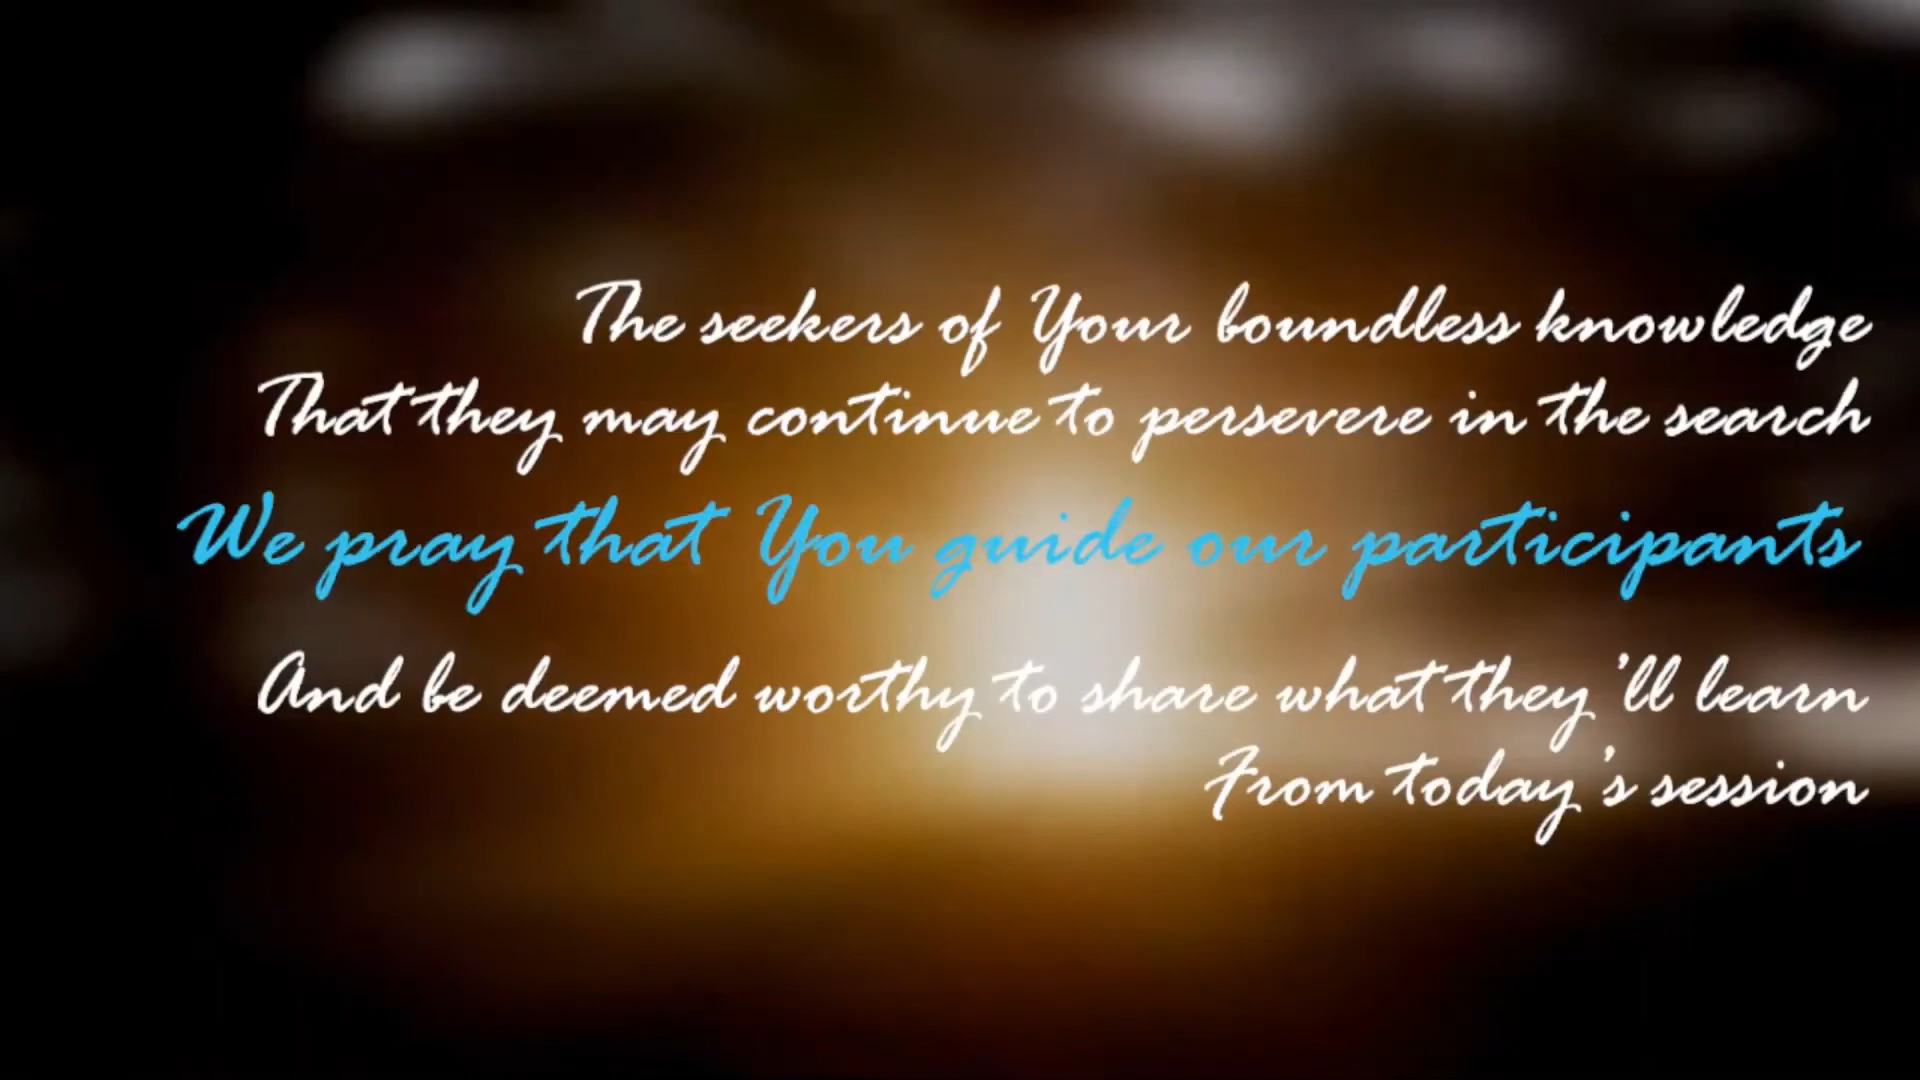 The seekers of Your boundless knowledge
That they may continue to persevere in the search
We pray that You guide our participants
And be deemed worthy to share what they'll learn
From today's session